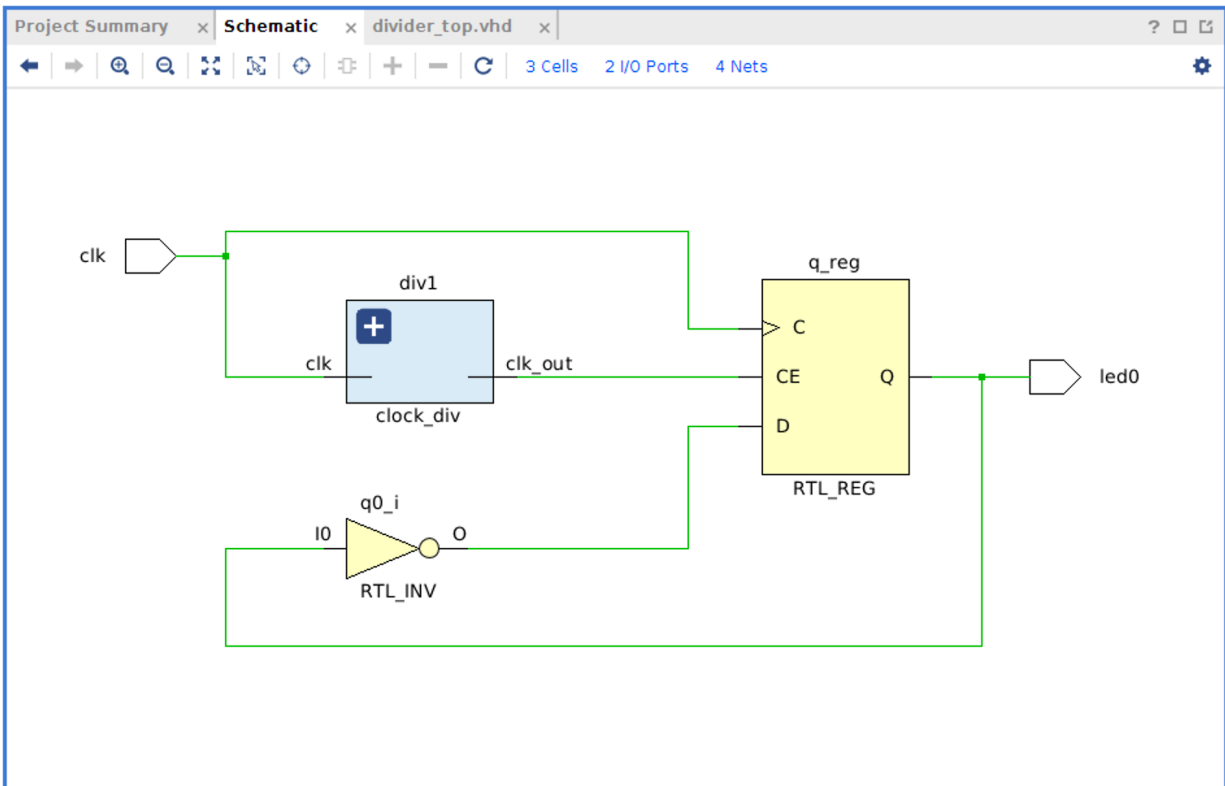 Project Summary × Schematic × divider_top.vhd × ?
3 Cells 2 I/O Ports 4 Nets
clk
div1
clk
clk_out
clock_div
q_reg
C
CE
Q
D
RTL_REG
led0
q0_i
I0
O
RTL_INV